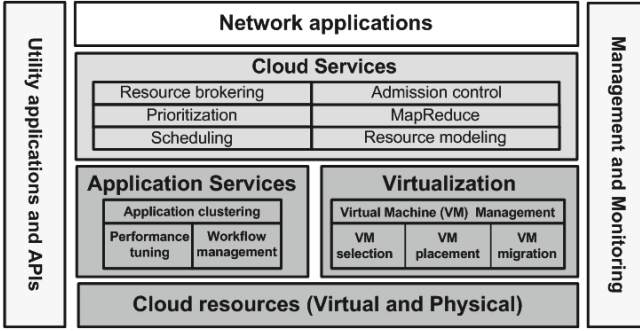 Utility applications and APIs
Network applications
Cloud Services
Resource brokering
Admission control
Prioritization
MapReduce
Scheduling
Resource modeling
Application Services
Application clustering
Performance
tuning
Workflow
management
Virtualization
Virtual Machine (VM) Management
VM
selection
VM
placement
VM
migration
Cloud resources (Virtual and Physical)
Management and Monitoring